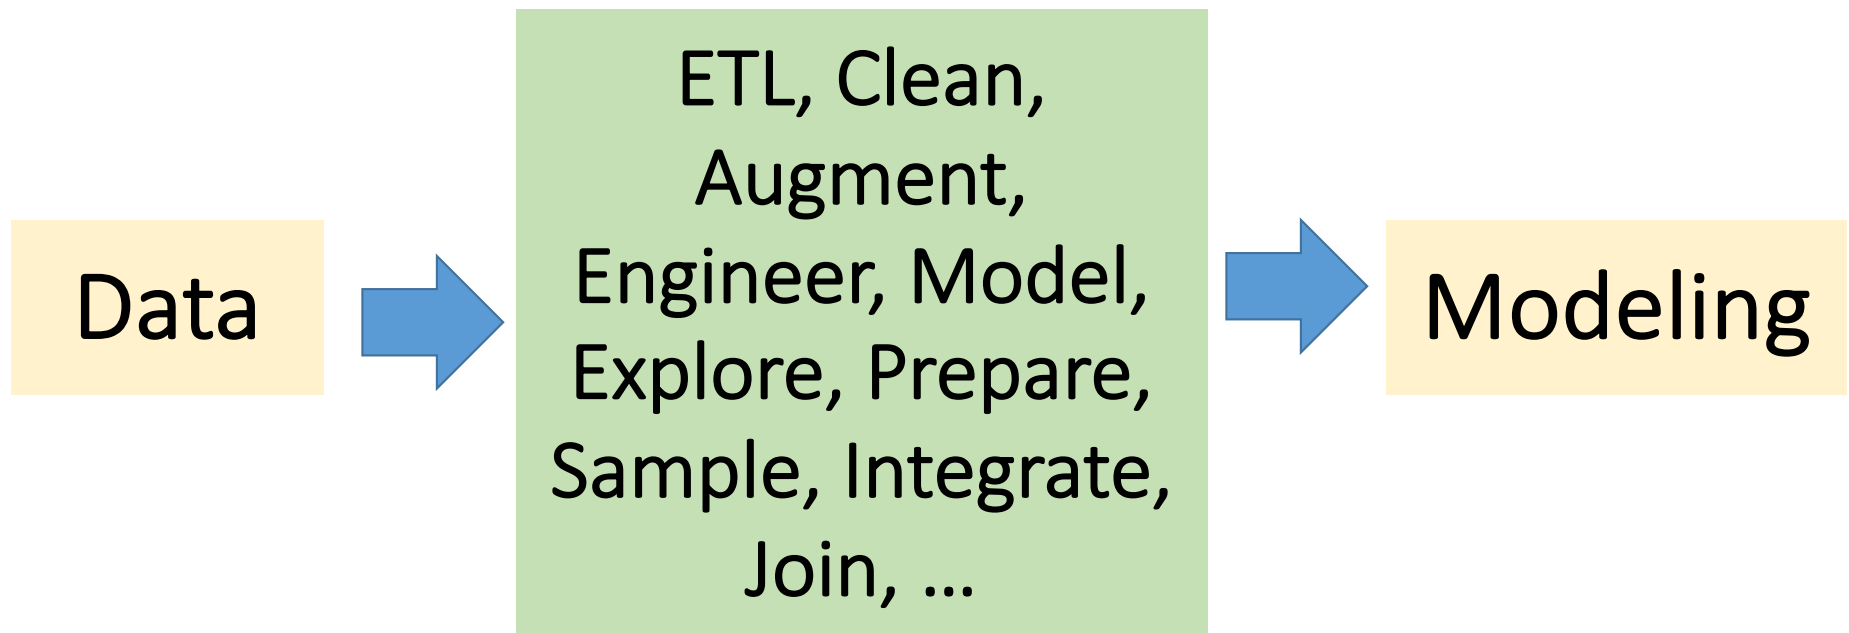 Data
ETL, Clean,
Augment,
Engineer, Model,
Explore, Prepare,
Sample, Integrate,
Join, ...
Modeling